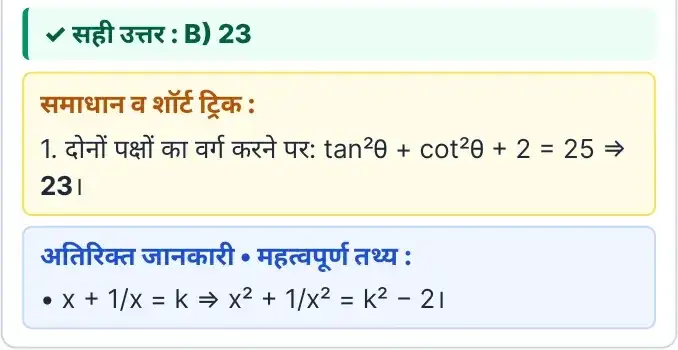 ✓ सही उत्तर : B) 23
समाधान व शॉर्ट ट्रिक :
1. दोनों पक्षों का वर्ग करने पर: tan²θ + cot²θ + 2 = 25 ⇒
23।
अतिरिक्त जानकारी • महत्वपूर्ण तथ्य :
• x + 1/x = k ⇒ x² + 1/x² = k² − 2।